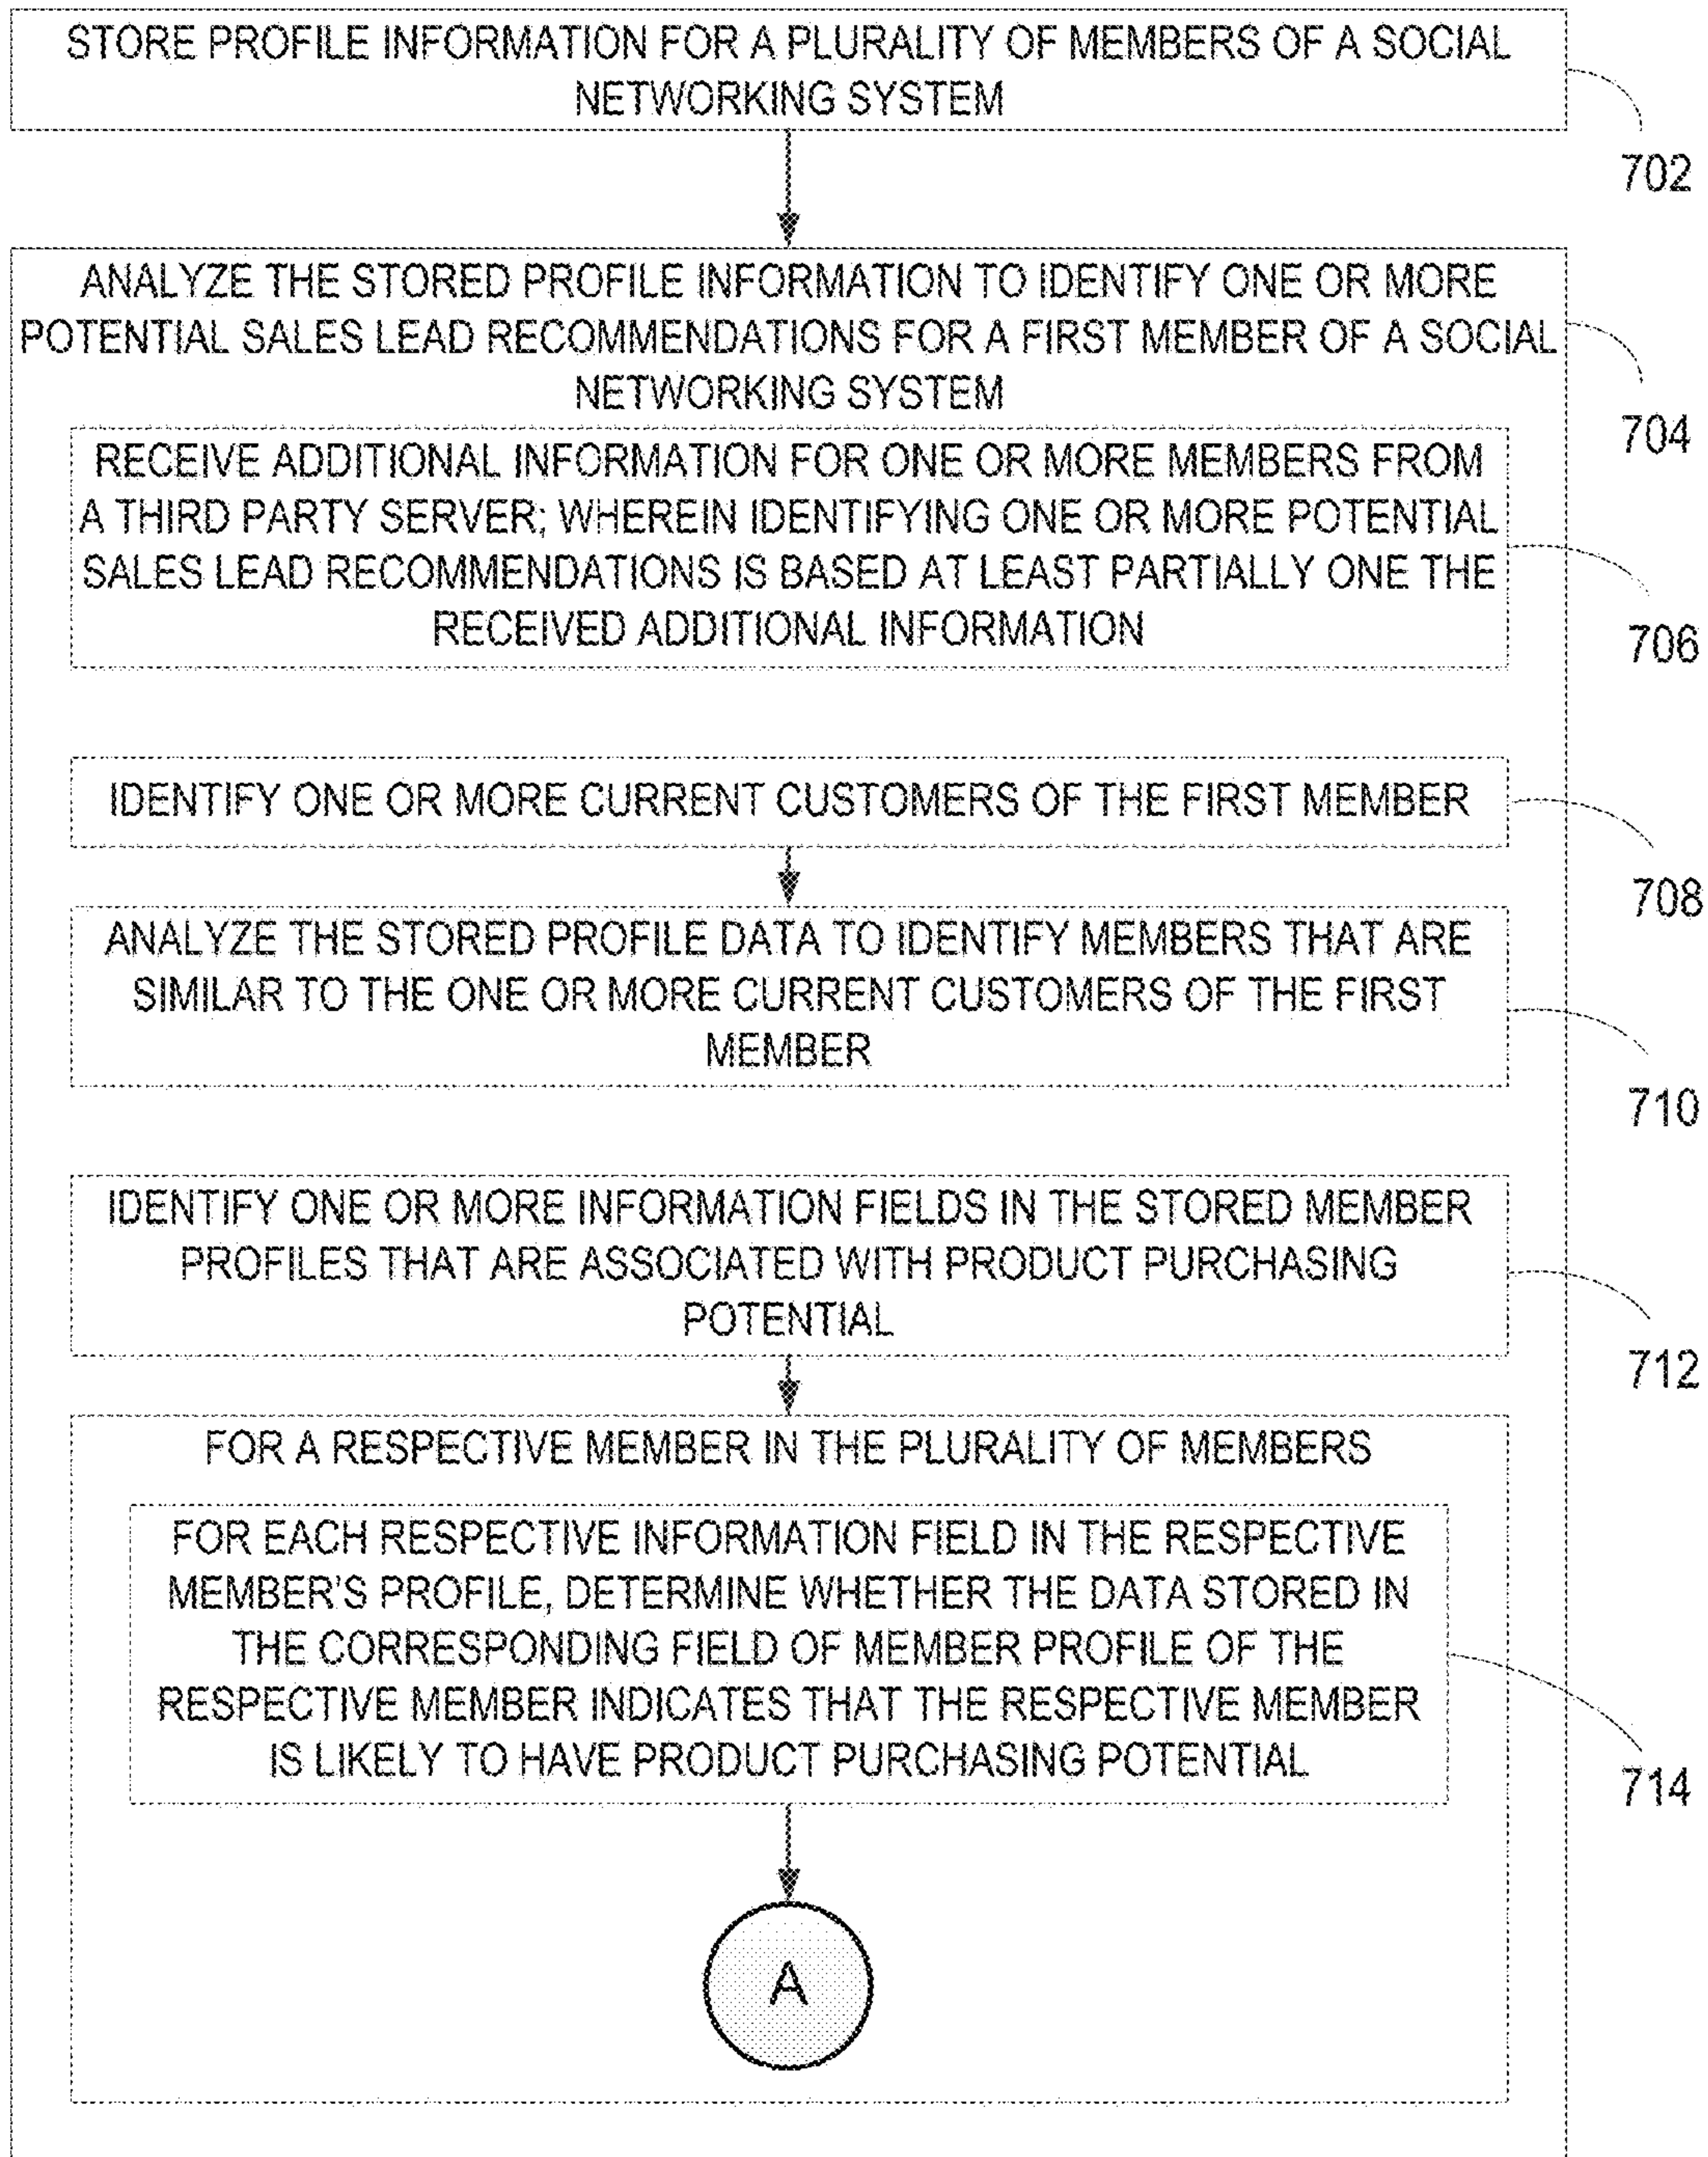 STORE PROFILE INFORMATION FOR A PLURALITY OF MEMBERS OF A SOCIAL
NETWORKING SYSTEM
702
ANALYZE THE STORED PROFILE INFORMATION TO IDENTIFY ONE OR MORE
POTENTIAL SALES LEAD RECOMMENDATIONS FOR A FIRST MEMBER OF A SOCIAL
NETWORKING SYSTEM
704
RECEIVE ADDITIONAL INFORMATION FOR ONE OR MORE MEMBERS FROM
A THIRD PARTY SERVER; WHEREIN IDENTIFYING ONE OR MORE POTENTIAL
SALES LEAD RECOMMENDATIONS IS BASED AT LEAST PARTIALLY ONE THE
RECEIVED ADDITIONAL INFORMATION
706
IDENTIFY ONE OR MORE CURRENT CUSTOMERS OF THE FIRST MEMBER
708
ANALYZE THE STORED PROFILE DATA TO IDENTIFY MEMBERS THAT ARE
SIMILAR TO THE ONE OR MORE CURRENT CUSTOMERS OF THE FIRST
MEMBER
710
IDENTIFY ONE OR MORE INFORMATION FIELDS IN THE STORED MEMBER
PROFILES THAT ARE ASSOCIATED WITH PRODUCT PURCHASING
POTENTIAL
712
FOR A RESPECTIVE MEMBER IN THE PLURALITY OF MEMBERS
FOR EACH RESPECTIVE INFORMATION FIELD IN THE RESPECTIVE
MEMBER'S PROFILE, DETERMINE WHETHER THE DATA STORED IN
THE CORRESPONDING FIELD OF MEMBER PROFILE OF THE
RESPECTIVE MEMBER INDICATES THAT THE RESPECTIVE MEMBER
IS LIKELY TO HAVE PRODUCT PURCHASING POTENTIAL
714
A